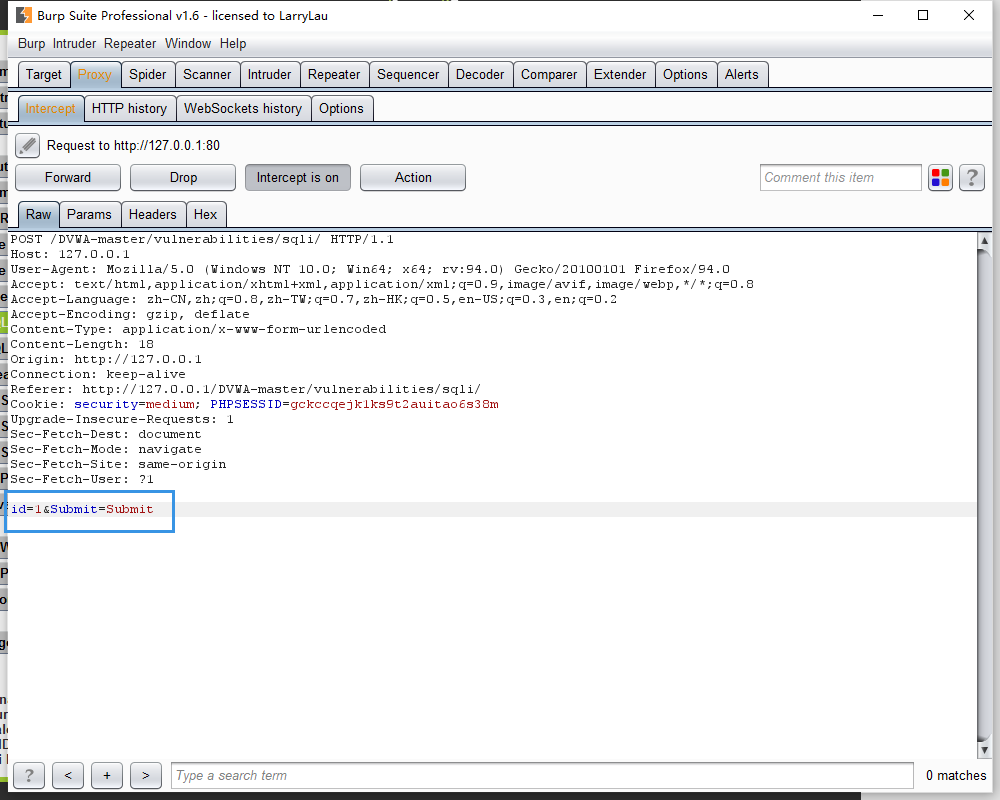 Burp Suite Professional v1.6 - licensed to LarryLau
Burp Intruder Repeater Window Help
Target Proxy Spider Scanner Intruder Repeater Sequencer Decoder Comparer Extender Options Alerts
Intercept HTTP history WebSockets history Options
Request to http://127.0.0.1:80
Forward Drop Intercept is on Action Comment this item ?
Raw Params Headers Hex
POST /DVWA-master/vulnerabilities/sqli/ HTTP/1.1
Host: 127.0.0.1
User-Agent: Mozilla/5.0 (Windows NT 10.0; Win64; x64; rv:94.0) Gecko/20100101 Firefox/94.0
Accept: text/html,application/xhtml+xml,application/xml;q=0.9,image/avif,image/webp,*/*;q=0.8
Accept-Language: zh-CN,zh;q=0.8,zh-TW;q=0.7,zh-HK;q=0.5,en-US;q=0.3,en;q=0.2
Accept-Encoding: gzip, deflate
Content-Type: application/x-www-form-urlencoded
Content-Length: 18
Origin: http://127.0.0.1
Connection: keep-alive
Referer: http://127.0.0.1/DVWA-master/vulnerabilities/sqli/
Cookie: security=medium; PHPSESSID=gckccqejk1ks9t2auitao6s38m
Upgrade-Insecure-Requests: 1
Sec-Fetch-Dest: document
Sec-Fetch-Mode: navigate
Sec-Fetch-Site: same-origin
Sec-Fetch-User: ?1
id=1&Submit=Submit
? < + > Type a search term 0 matches